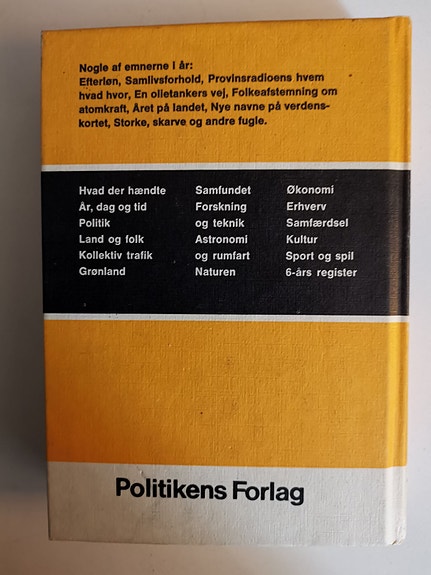 Nogle af emnerne i år:
Efterløn, Samlivsforhold, Provinsradioens hvem
hvad hvor, En olietankers vej, Folkeafstemning om
atomkraft, Året på landet, Nye navne på verdens-
kortet, Storke, skarve og andre fugle.
Hvad der hændte
År, dag og tid
Politik
Land og folk
Kollektiv trafik
Grønland
Samfundet
Forskning
og teknik
Astronomi
og rumfart
Naturen
Økonomi
Erhverv
Samfærdsel
Kultur
Sport og spil
6-års register
Politikens Forlag